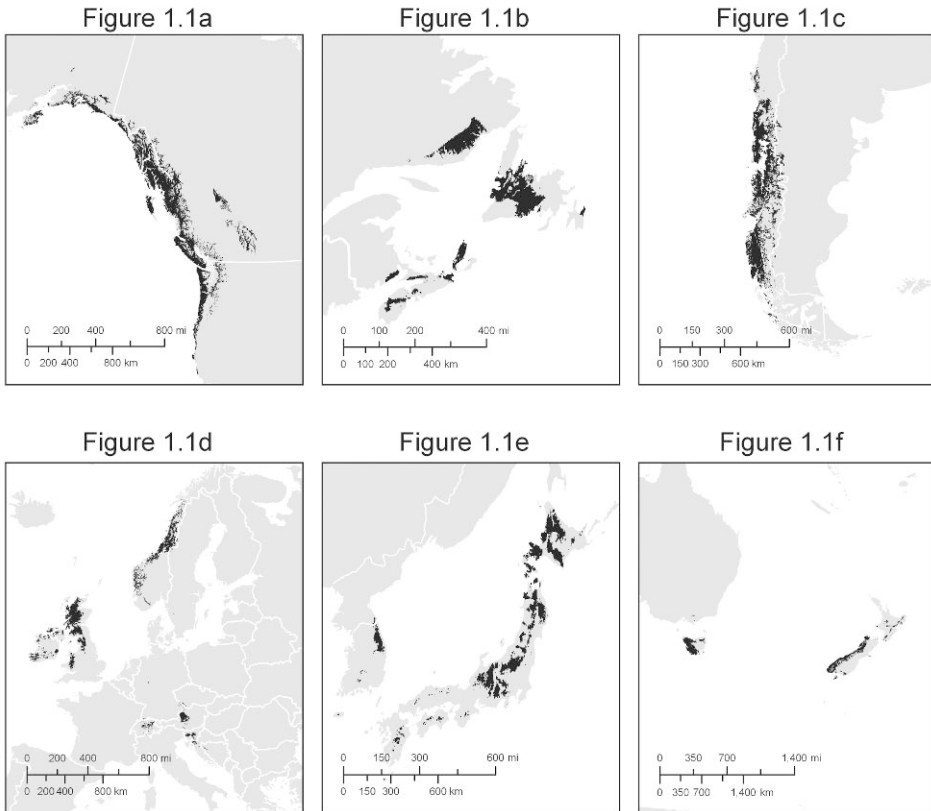 Figure 1.1a
Figure 1.1b
Figure 1.1c
0 200 400 800 mi
0 200 400 800 km
0 100 200 400 mi
0 100 200 400 km
0 150 300 600 mi
0 150 300 600 km
Figure 1.1d
Figure 1.1e
Figure 1.1f
0 200 400 800 mi
0 200 400 800 km
0 150 300 600 mi
0 150 300 600 km
0 350 700 1,400 mi
0 350 700 1,400 km